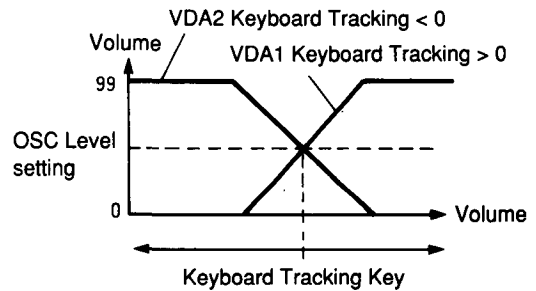 VDA2 Keyboard Tracking < 0
Volume
VDA1 Keyboard Tracking > 0
99
OSC Level
setting
0
Volume
Keyboard Tracking Key